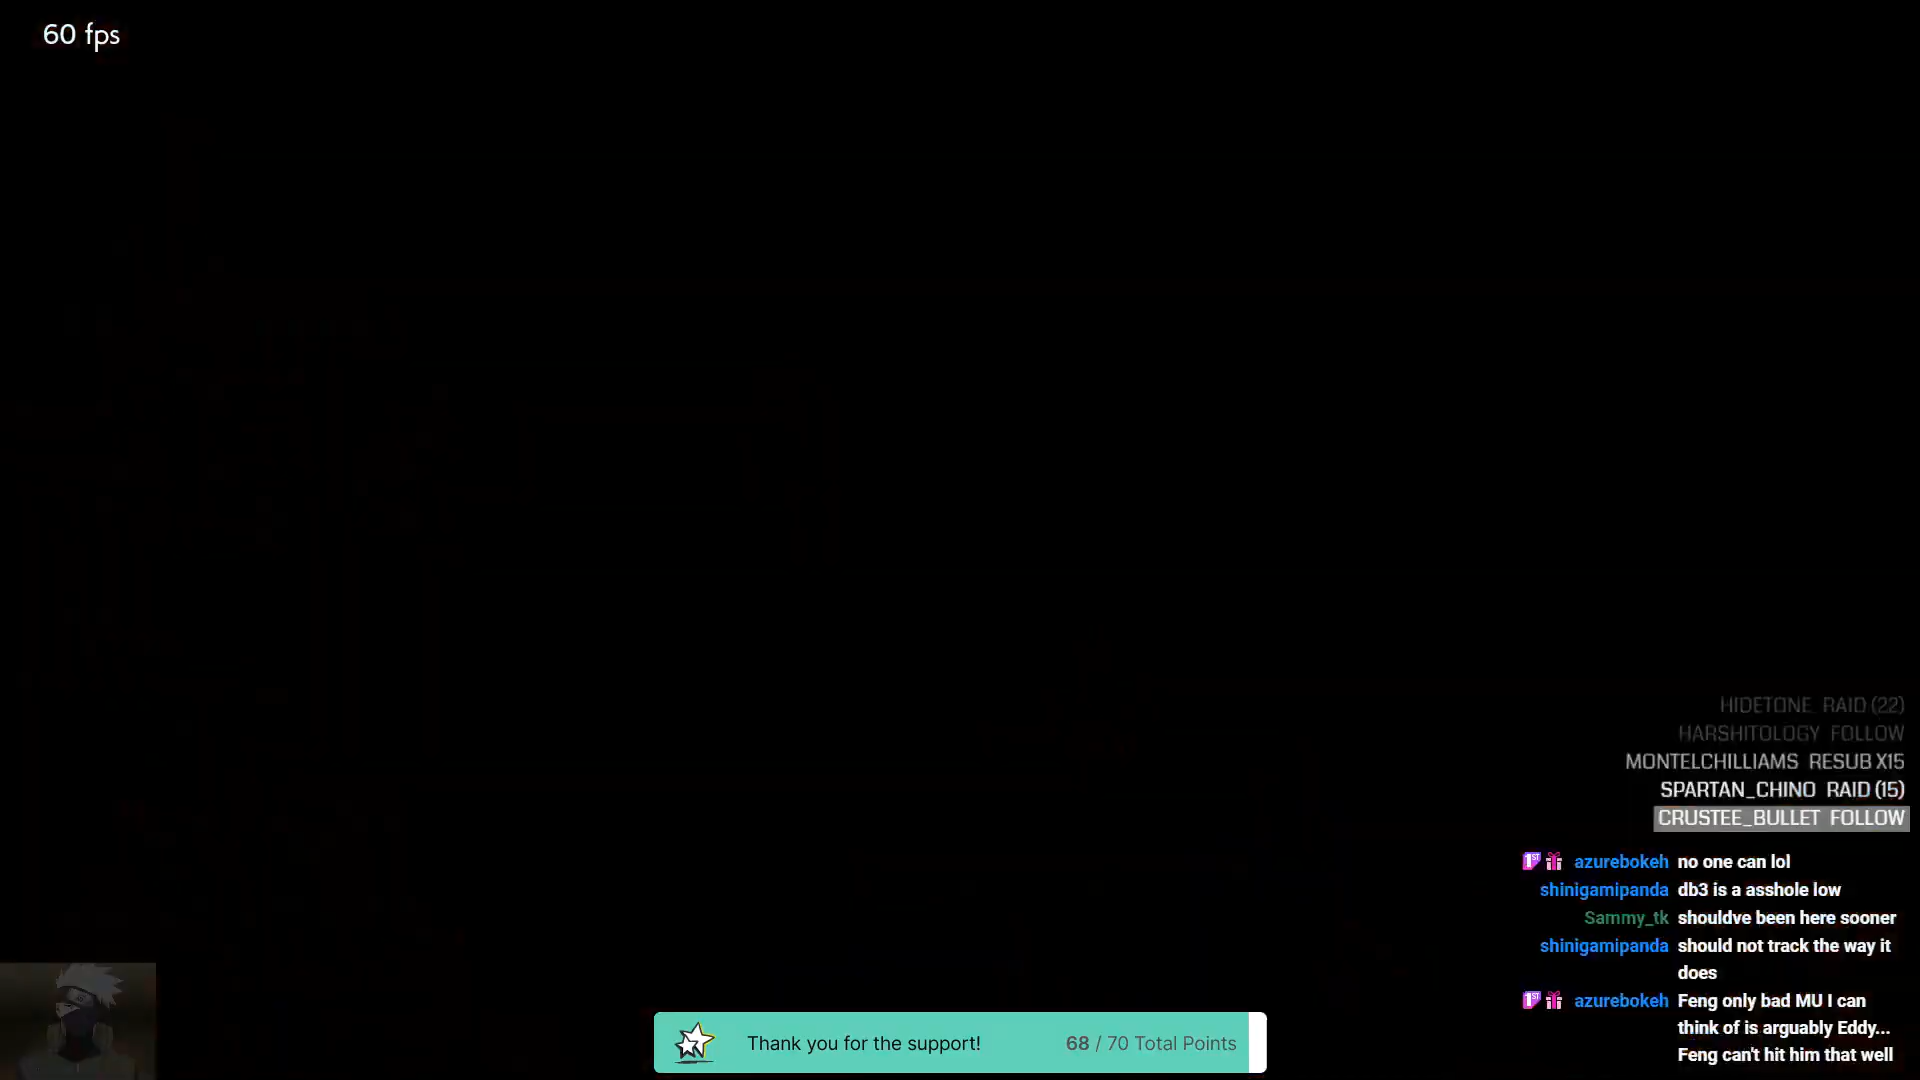 60 fps
HIDETONE RAID (22)
HARSHITOLOGY FOLLOW
MONTELCHILLIAMS RESUB X15
SPARTAN_CHINO RAID (15)
CRUSTEE_BULLET FOLLOW
1ST azurebokeh no one can lol
shinigamipanda db3 is a asshole low
Sammy_tk shouldve been here sooner
shinigamipanda should not track the way it
does
1ST azurebokeh Feng only bad MU I can
think of is arguably Eddy...
Feng can't hit him that well
Thank you for the support! 68 / 70 Total Points